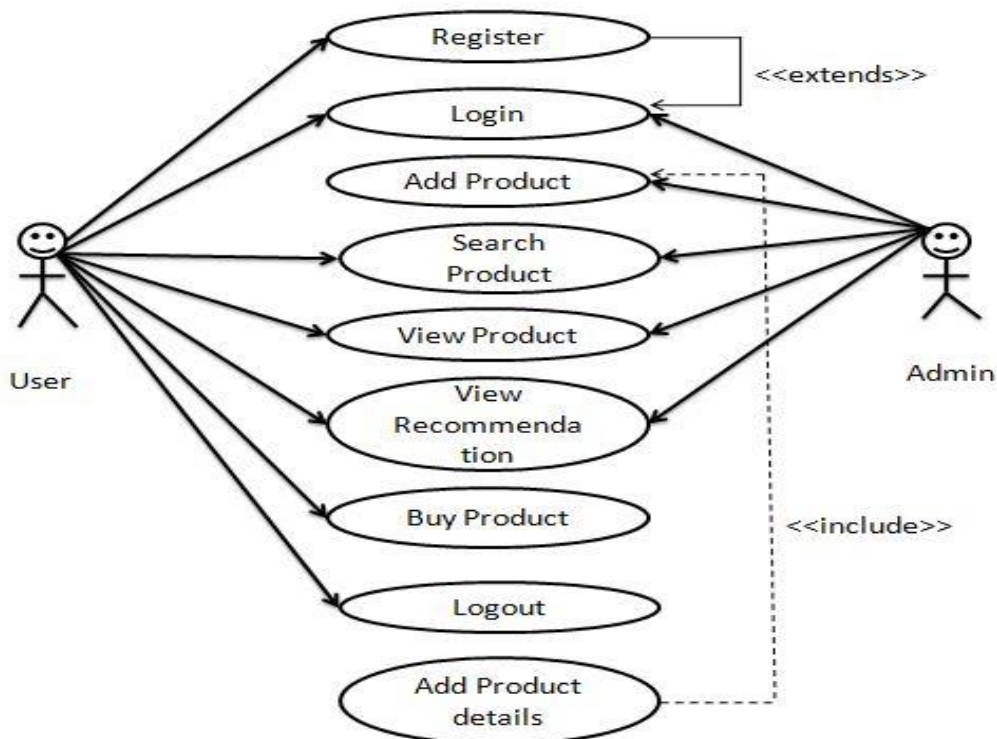 Register
<<extends>>
Login
Add Product
Search
Product
View Product
User
Admin
View
Recommenda
tion
Buy Product
<<include>>
Logout
Add Product
details